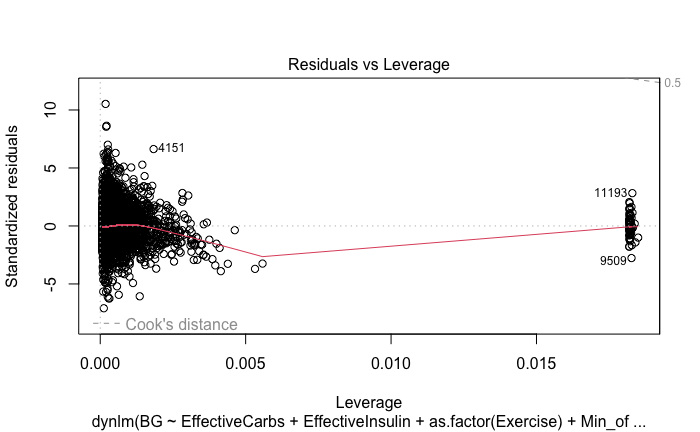 Residuals vs Leverage
Standardized residuals
10
5
0
-5
0.5
4151
11193
9509
Cook's distance
0.000
0.005
0.010
0.015
Leverage
dynlm(BG ~ EffectiveCarbs + EffectiveInsulin + as.factor(Exercise) + Min_of ...